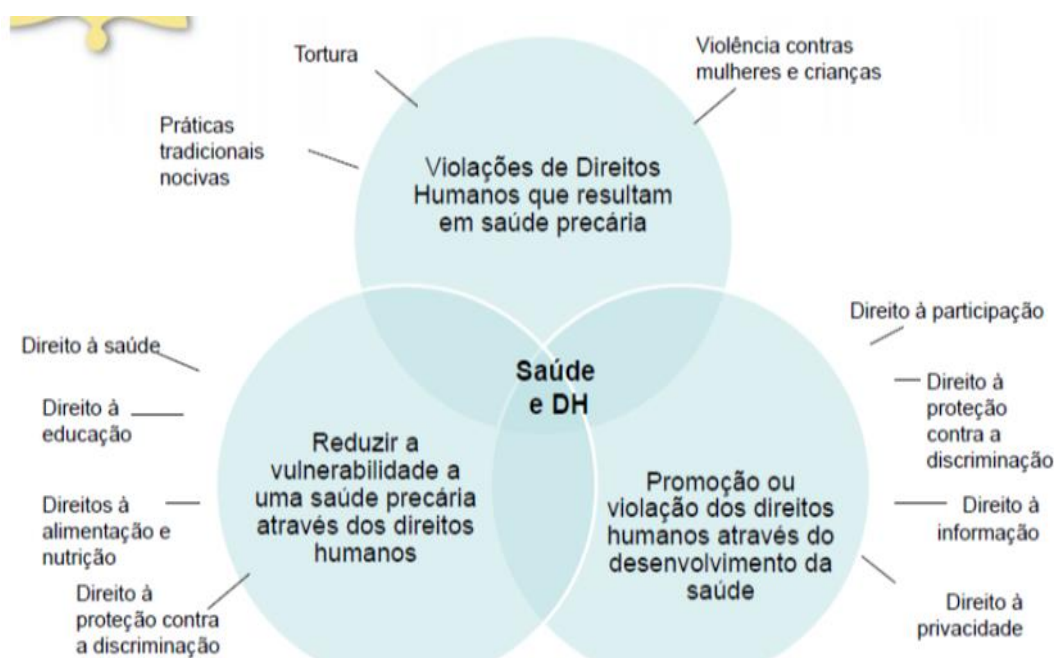 Tortura
Violência contras
mulheres e crianças
Práticas
tradicionais
nocivas
Violações de Direitos
Humanos que resultam
em saúde precária
Direito à saúde
Direito à
educação
Direitos à
alimentação e
nutrição
Direito à
proteção contra
a discriminação
Saúde
e DH
Reduzir a
vulnerabilidade a
uma saúde precária
através dos direitos
humanos
Promoção ou
violação dos direitos
humanos através do
desenvolvimento da
saúde
Direito à participação
Direito à
proteção
contra a
discriminação
Direito à
informação
Direito à
privacidade